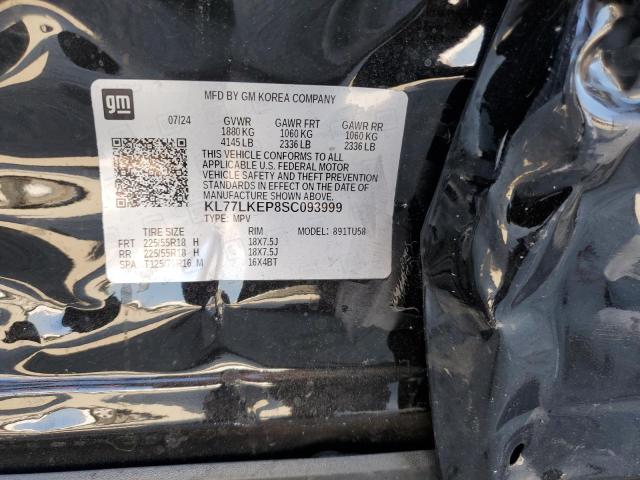 gm
MFD BY GM KOREA COMPANY
07/24 GVWR GAWR FRT GAWR RR
1880 KG 1060 KG 1060 KG
4145 LB 2336 LB 2336 LB
THIS VEHICLE CONFORMS TO ALL
APPLICABLE U.S. FEDERAL MOTOR
VEHICLE SAFETY AND THEFT PREVENTION
STANDARDS IN EFFECT ON THE DATE OF
MANUFACTURE SHOWN ABOVE.
KL77LKEP8SC093999
TYPE: MPV
TIRE SIZE RIM MODEL: 891TU58
FRT 225/55R18 H 18X7.5J
RR 225/55R18 H 18X7.5J
SPA M 16X4BT